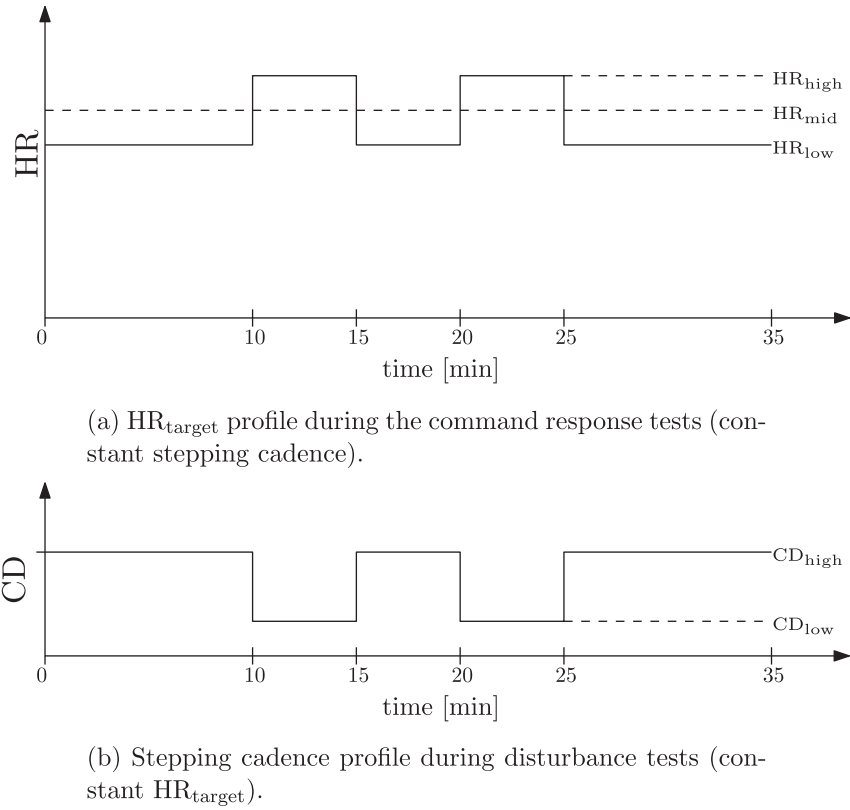 HR
HR_high
HR_mid
HR_low
0 10 15 20 25 35
time [min]
(a) HR_target profile during the command response tests (con-
stant stepping cadence).
CD
CD_high
CD_low
0 10 15 20 25 35
time [min]
(b) Stepping cadence profile during disturbance tests (con-
stant HR_target).